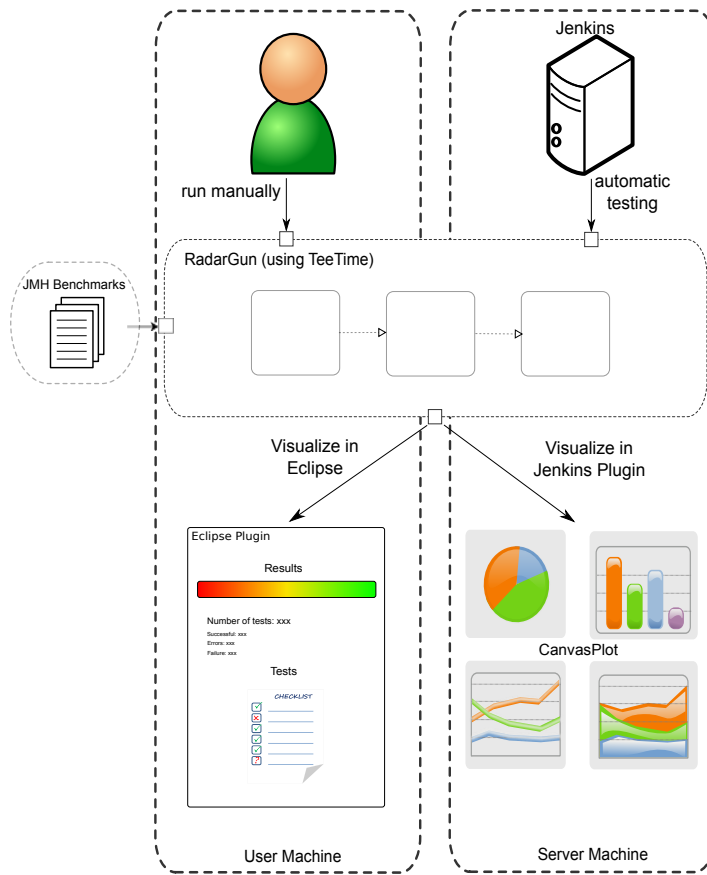 Jenkins
run manually
automatic
testing
RadarGun (using TeeTime)
JMH Benchmarks
Visualize in
Eclipse
Visualize in
Jenkins Plugin
Eclipse Plugin
Results
Number of tests: xxx
Successful: xxx
Errors: xxx
Failure: xxx
Tests
CHECKLIST
CanvasPlot
User Machine
Server Machine